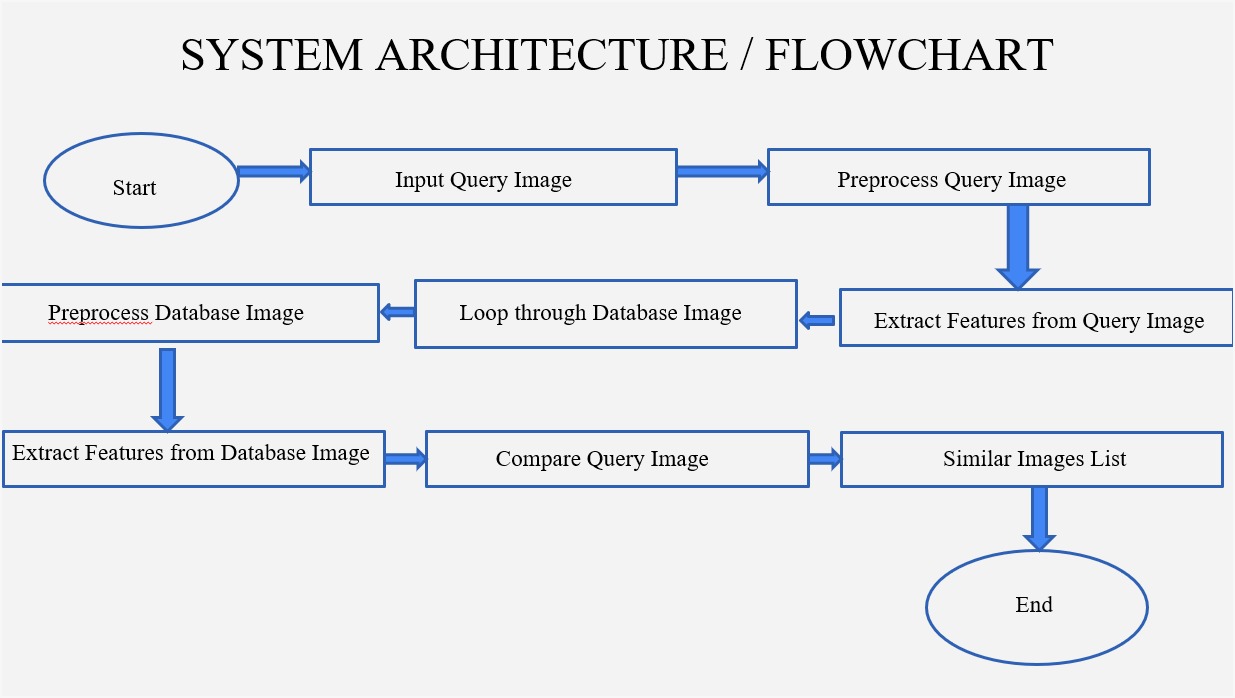 SYSTEM ARCHITECTURE / FLOWCHART
Start
Input Query Image
Preprocess Query Image
Extract Features from Query Image
Loop through Database Image
Preprocess Database Image
Extract Features from Database Image
Compare Query Image
Similar Images List
End